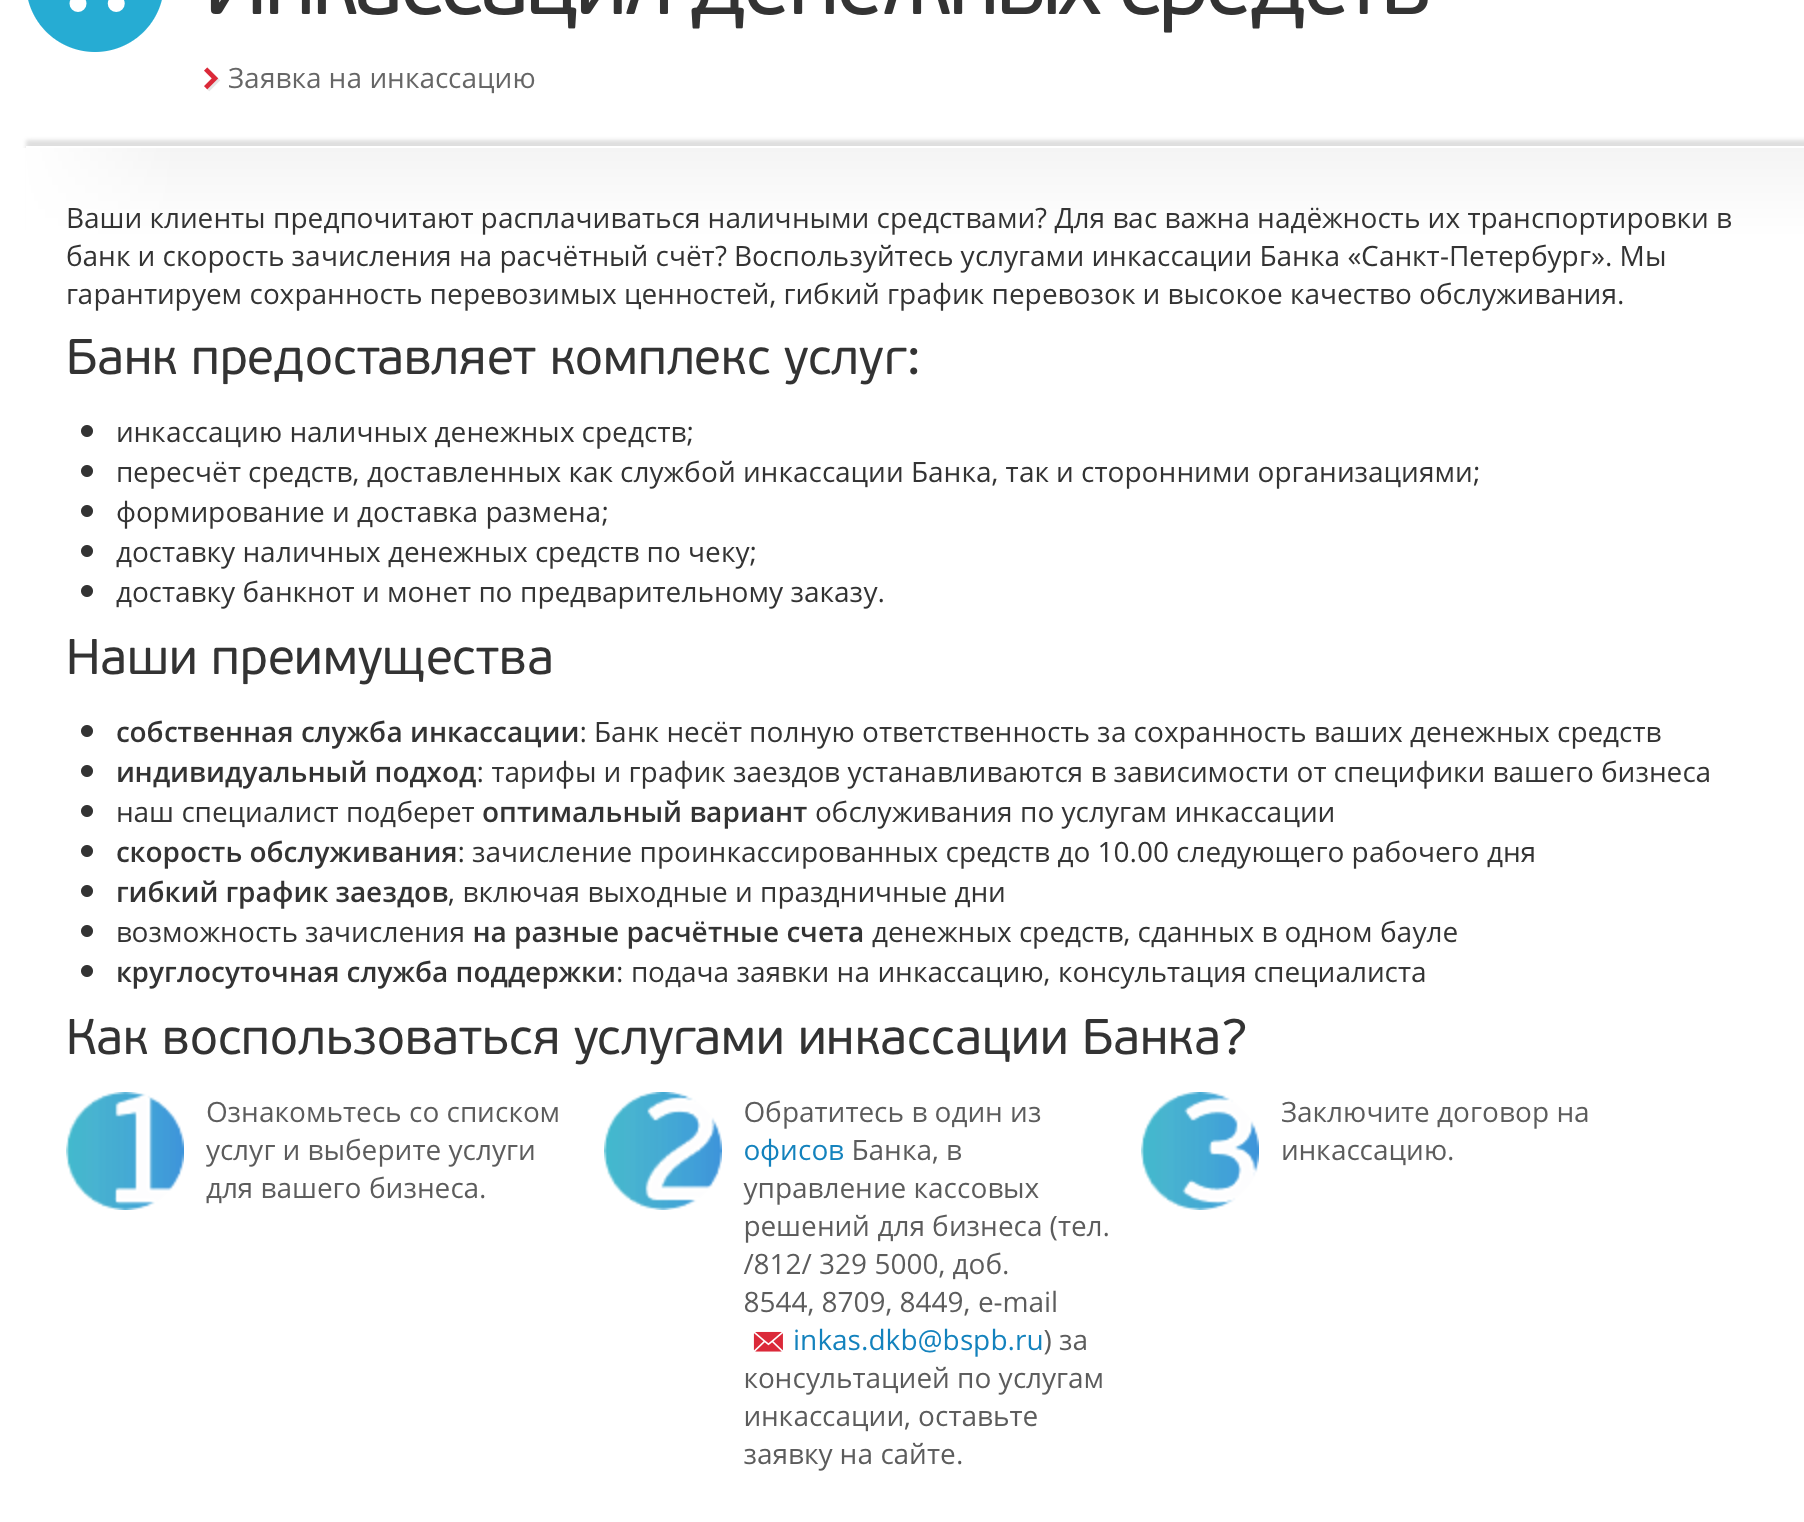 Инкассация денежных средств
Заявка на инкассацию
Ваши клиенты предпочитают расплачиваться наличными средствами? Для вас важна надёжность их транспортировки в
банк и скорость зачисления на расчётный счёт? Воспользуйтесь услугами инкассации Банка «Санкт-Петербург». Мы
гарантируем сохранность перевозимых ценностей, гибкий график перевозок и высокое качество обслуживания.
Банк предоставляет комплекс услуг:
инкассацию наличных денежных средств;
пересчёт средств, доставленных как службой инкассации Банка, так и сторонними организациями;
формирование и доставка размена;
доставку наличных денежных средств по чеку;
доставку банкнот и монет по предварительному заказу.
Наши преимущества
собственная служба инкассации: Банк несёт полную ответственность за сохранность ваших денежных средств
индивидуальный подход: тарифы и график заездов устанавливаются в зависимости от специфики вашего бизнеса
наш специалист подберет оптимальный вариант обслуживания по услугам инкассации
скорость обслуживания: зачисление проинкассированных средств до 10.00 следующего рабочего дня
гибкий график заездов, включая выходные и праздничные дни
возможность зачисления на разные расчётные счета денежных средств, сданных в одном бауле
круглосуточная служба поддержки: подача заявки на инкассацию, консультация специалиста
Как воспользоваться услугами инкассации Банка?
1
Ознакомьтесь со списком
услуг и выберите услуги
для вашего бизнеса.
2
Обратитесь в один из
офисов Банка, в
управление кассовых
решений для бизнеса (тел.
/812/ 329 5000, доб.
8544, 8709, 8449, e-mail
inkas.dkb@bspb.ru) за
консультацией по услугам
инкассации, оставьте
заявку на сайте.
3
Заключите договор на
инкассацию.